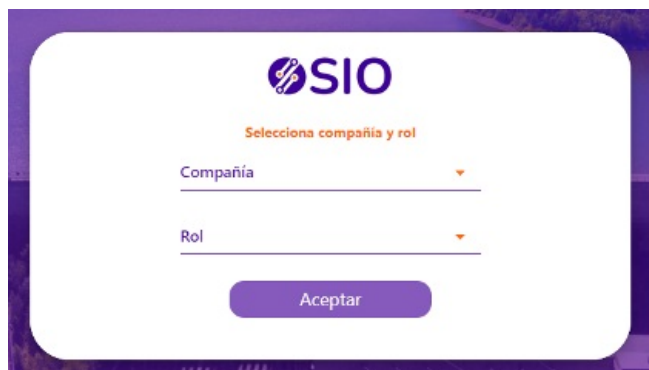 SIO
Selecciona compañía y rol
Compañía
Rol
Aceptar